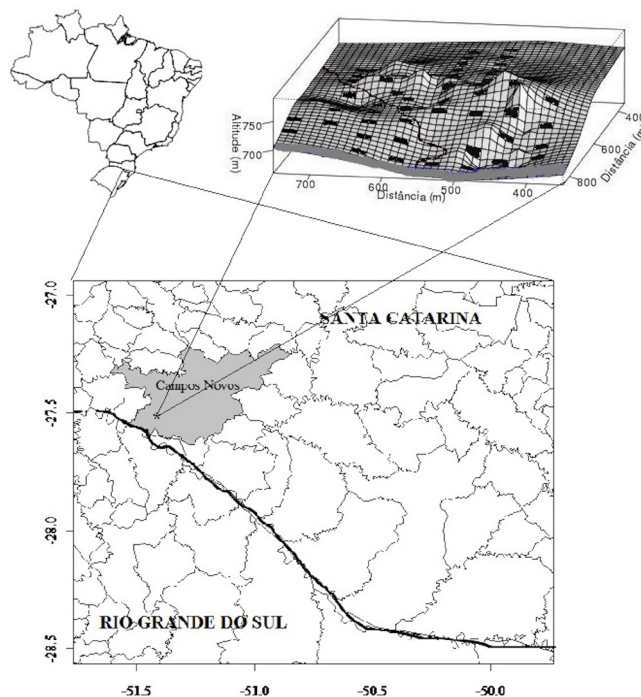 Altitude (m)
750
700
700
600
500
400
Distância (m)
400
600
800
Distância (m)
-27.0
-27.5
-28.0
-28.5
SANTA CATARINA
Campos Novos
RIO GRANDE DO SUL
-51.5
-51.0
-50.5
-50.0